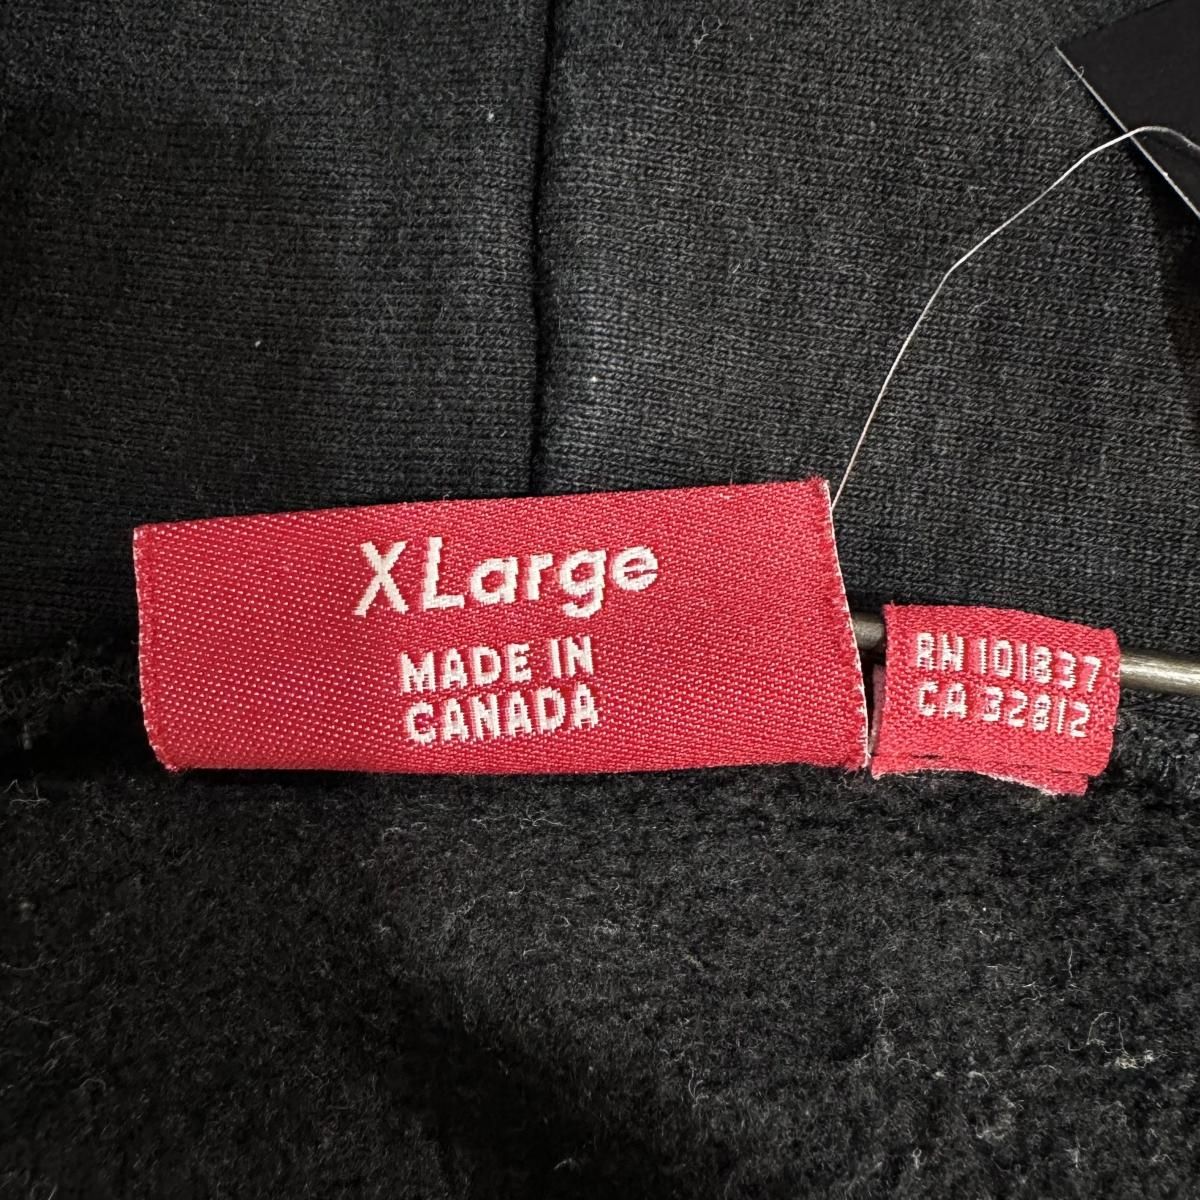 XLarge
MADE IN
CANADA
RN 101837
CA 32812